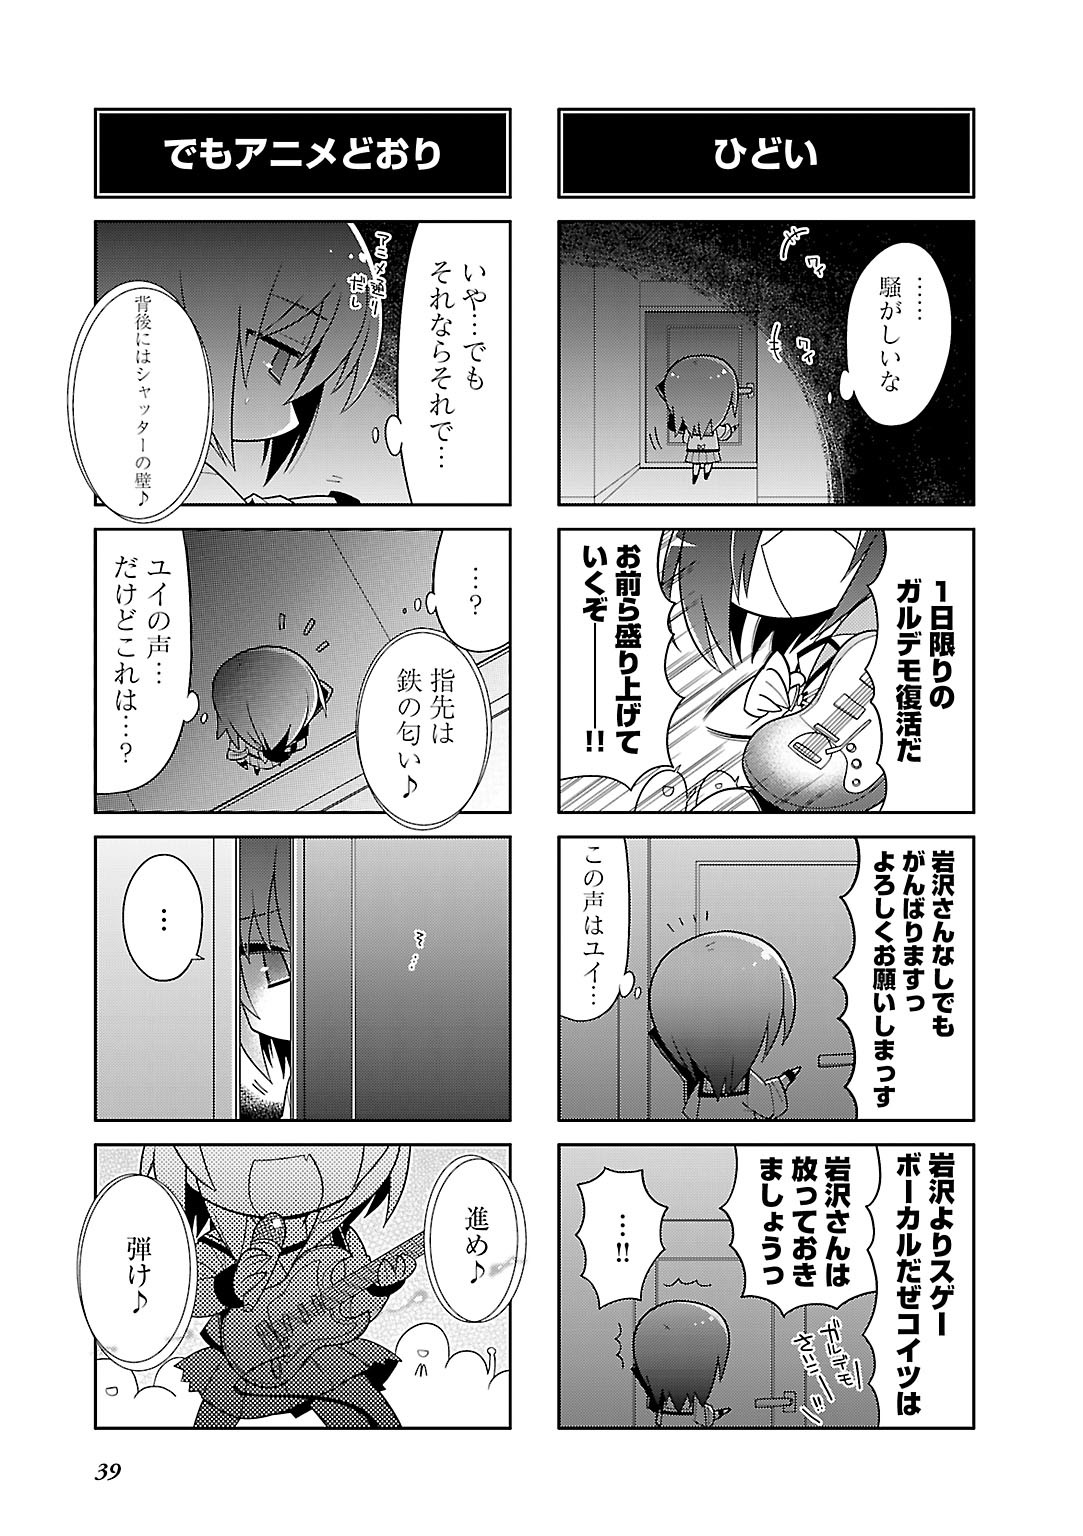 ひどい
……
騒がしいな
ワイ
ワイ
1日限りの
ガルデモ復活だ
お前ら盛り上げて
いくぞ――!!
岩沢さんなしでも
がんばりますっ
よろしくお願いしまっす
この声はユイ…
岩沢よりスゲー
ボーカルだぜコイツは
岩沢さんは
放っておき
ましょうっ
…!!
ガルデモ
さいこー!
でもアニメどおり
いや…でも
それならそれで…
アニメ通り
だし
背後にはシャッターの壁♪
…?
指先は
鉄の匂い♪
ユイの声…
だけどこれは…?
そ…
…
進め♪
弾け♪
39